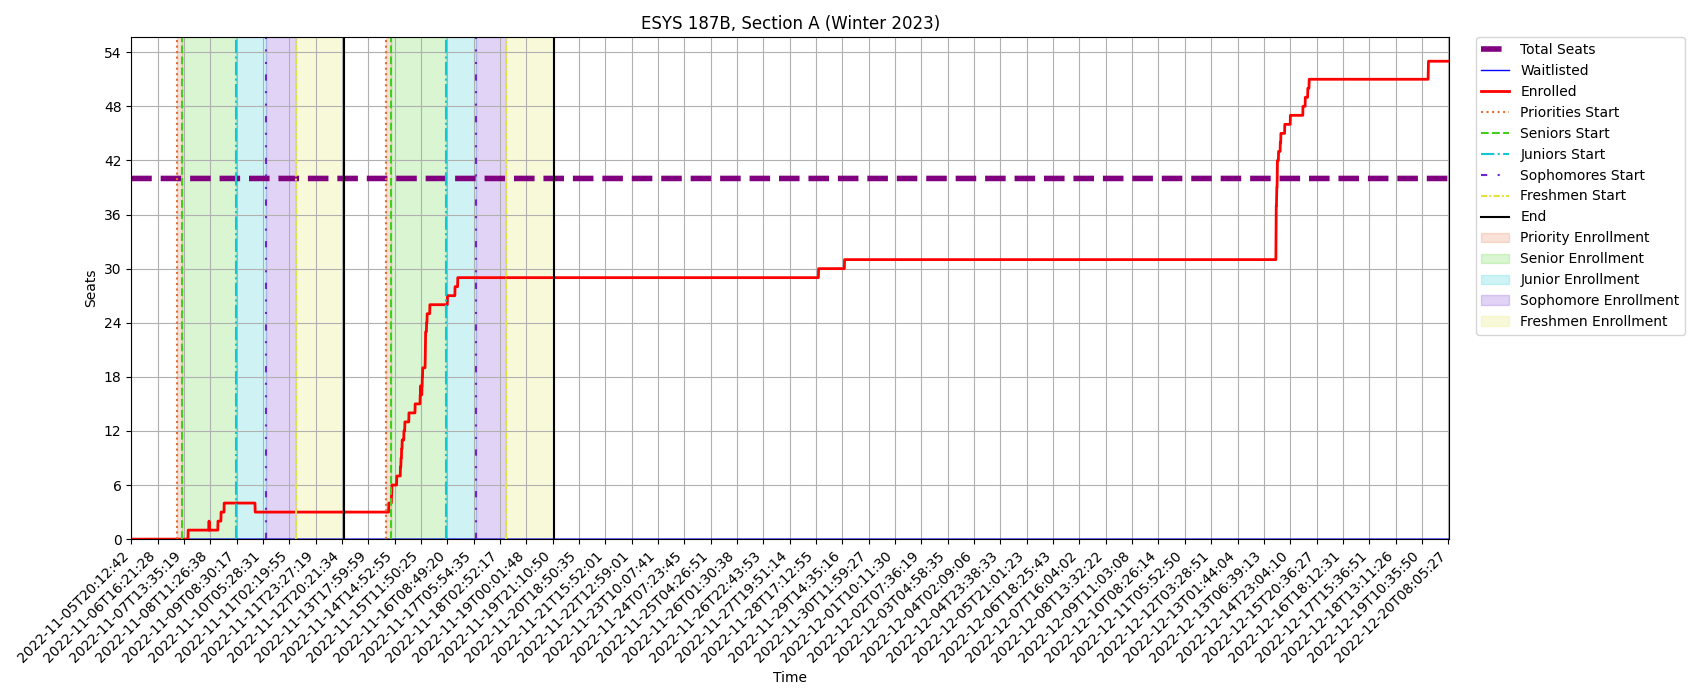 ESYS 187B, Section A (Winter 2023)
Seats
54
48
42
36
30
24
18
12
6
0
2022-11-05T20:12:42
2022-11-06T16:21:28
2022-11-07T13:35:19
2022-11-08T11:26:38
2022-11-09T08:30:17
2022-11-10T05:28:31
2022-11-11T02:19:55
2022-11-11T23:27:19
2022-11-12T20:21:34
2022-11-13T17:59:59
2022-11-14T14:52:55
2022-11-15T11:50:25
2022-11-16T08:49:20
2022-11-17T05:54:35
2022-11-18T02:52:17
2022-11-19T00:01:48
2022-11-19T21:10:50
2022-11-20T18:50:35
2022-11-21T15:52:01
2022-11-22T12:59:01
2022-11-23T10:07:41
2022-11-24T07:23:45
2022-11-25T04:26:51
2022-11-26T01:30:38
2022-11-26T22:43:53
2022-11-27T19:51:14
2022-11-28T17:12:55
2022-11-29T14:35:16
2022-11-30T11:59:27
2022-12-01T10:11:30
2022-12-02T07:36:19
2022-12-03T04:58:35
2022-12-04T02:09:06
2022-12-04T23:38:33
2022-12-05T21:01:23
2022-12-06T18:25:43
2022-12-07T16:04:02
2022-12-08T13:32:22
2022-12-09T11:03:08
2022-12-10T08:26:14
2022-12-11T05:52:50
2022-12-12T03:28:51
2022-12-13T01:44:04
2022-12-13T06:39:13
2022-12-14T23:04:10
2022-12-15T20:36:27
2022-12-16T18:12:31
2022-12-17T15:36:51
2022-12-18T13:11:26
2022-12-19T10:35:50
2022-12-20T08:05:27
Time
Total Seats
Waitlisted
Enrolled
Priorities Start
Seniors Start
Juniors Start
Sophomores Start
Freshmen Start
End
Priority Enrollment
Senior Enrollment
Junior Enrollment
Sophomore Enrollment
Freshmen Enrollment